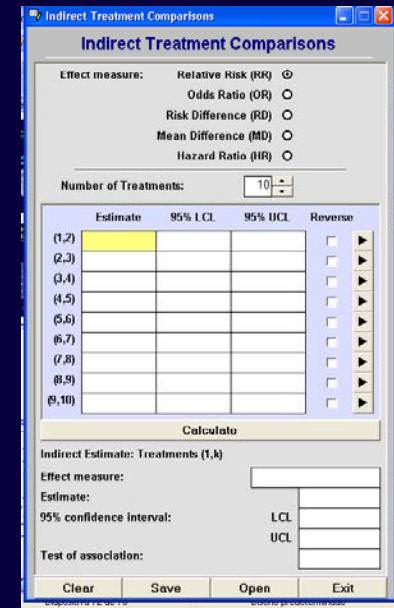 Indirect Treatment Comparisons
Indirect Treatment Comparisons
Effect measure: Relative Risk (RR)
Odds Ratio (OR)
Risk Difference (RD)
Mean Difference (MD)
Hazard Ratio (HR)
Number of Treatments: 10
Estimate 95% LCL 95% UCL Reverse
(1,2)
(2,3)
(3,4)
(4,5)
(5,6)
(6,7)
(7,8)
(8,9)
(9,10)
Calculate
Indirect Estimate: Treatments (1,k)
Effect measure:
Estimate:
95% confidence interval: LCL
UCL
Test of association:
Clear Save Open Exit